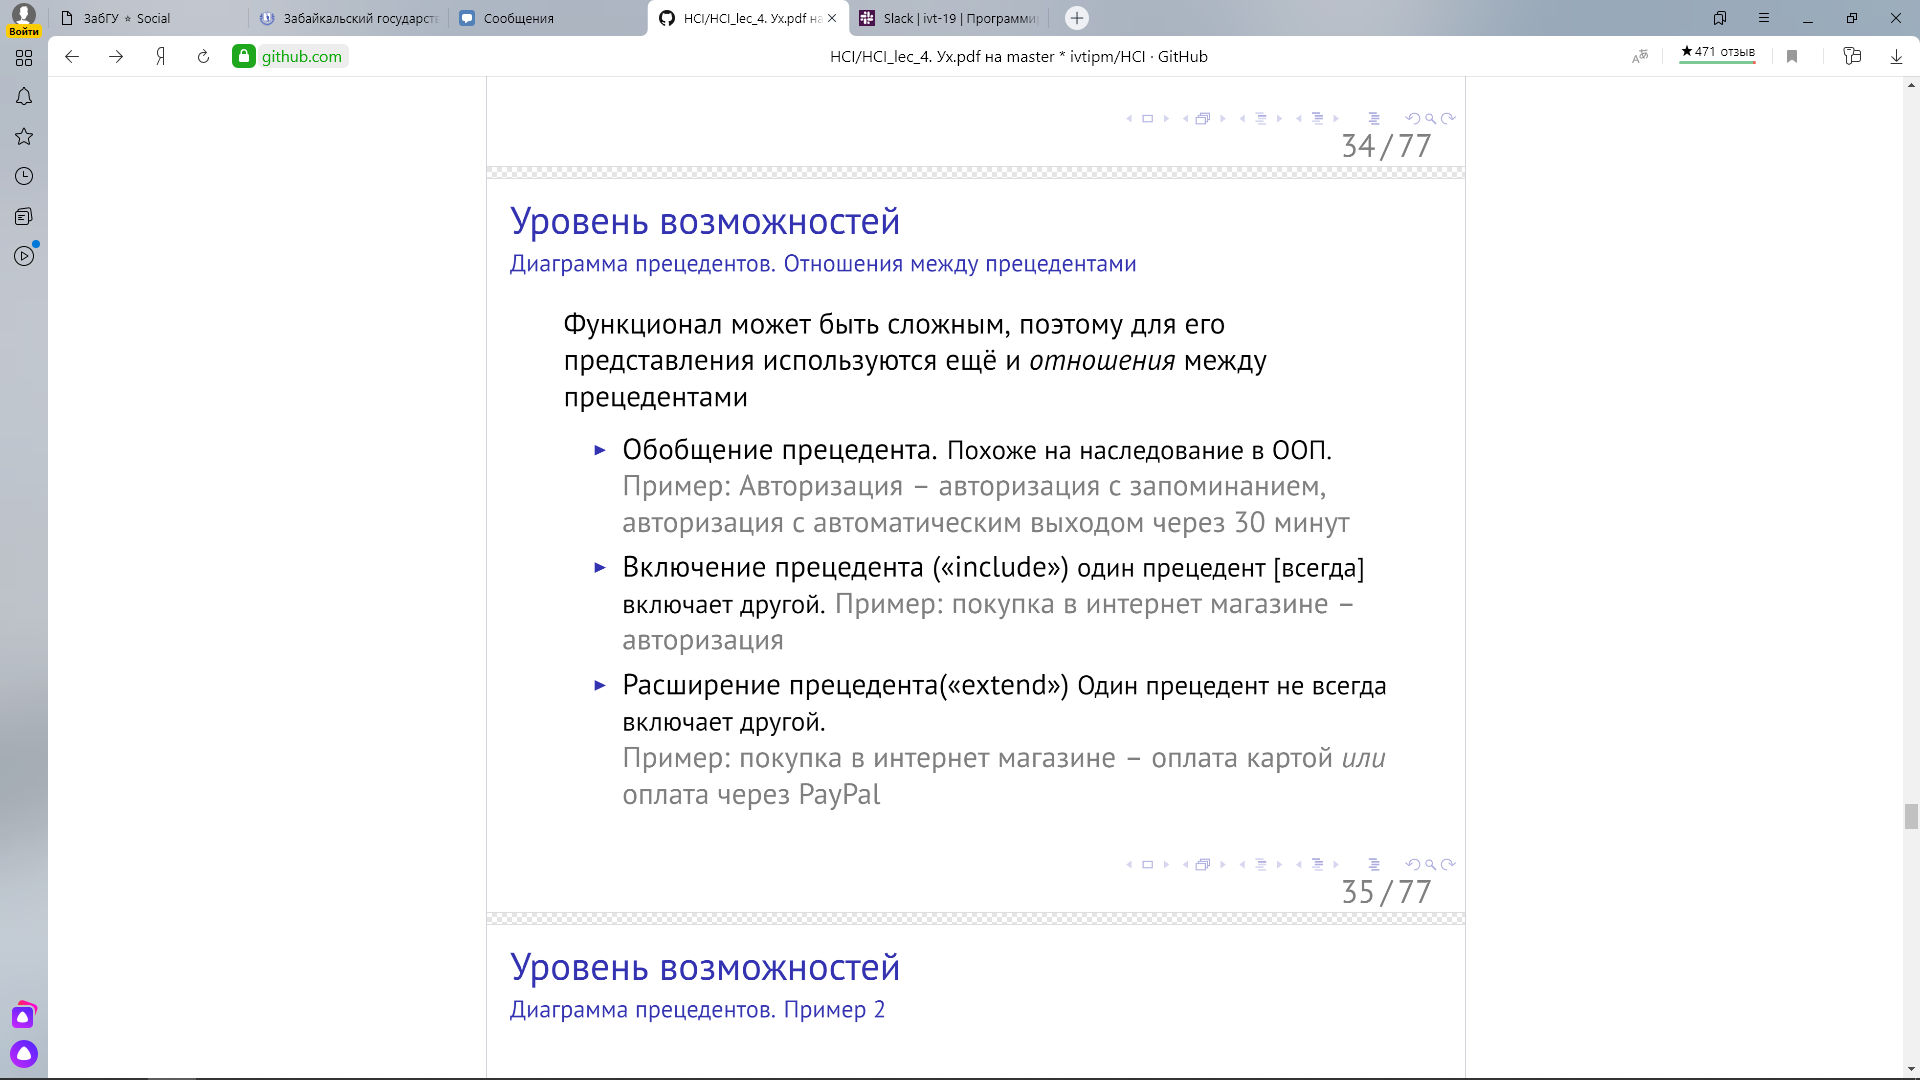 ЗабГУ ⭐ Social
Забайкальский государств
Сообщения
HCI/HCI_lec_4. Ух.pdf на
Slack | ivt-19 | Программир
Войти
Я
github.com
HCI/HCI_lec_4. Ух.pdf на master * ivtipm/HCI · GitHub
★ 471 отзыв
34 / 77
Уровень возможностей
Диаграмма прецедентов. Отношения между прецедентами
Функционал может быть сложным, поэтому для его
представления используются ещё и отношения между
прецедентами
Обобщение прецедента. Похоже на наследование в ООП.
Пример: Авторизация – авторизация с запоминанием,
авторизация с автоматическим выходом через 30 минут
Включение прецедента («include») один прецедент [всегда]
включает другой. Пример: покупка в интернет магазине –
авторизация
Расширение прецедента(«extend») Один прецедент не всегда
включает другой.
Пример: покупка в интернет магазине – оплата картой или
оплата через PayPal
35 / 77
Уровень возможностей
Диаграмма прецедентов. Пример 2